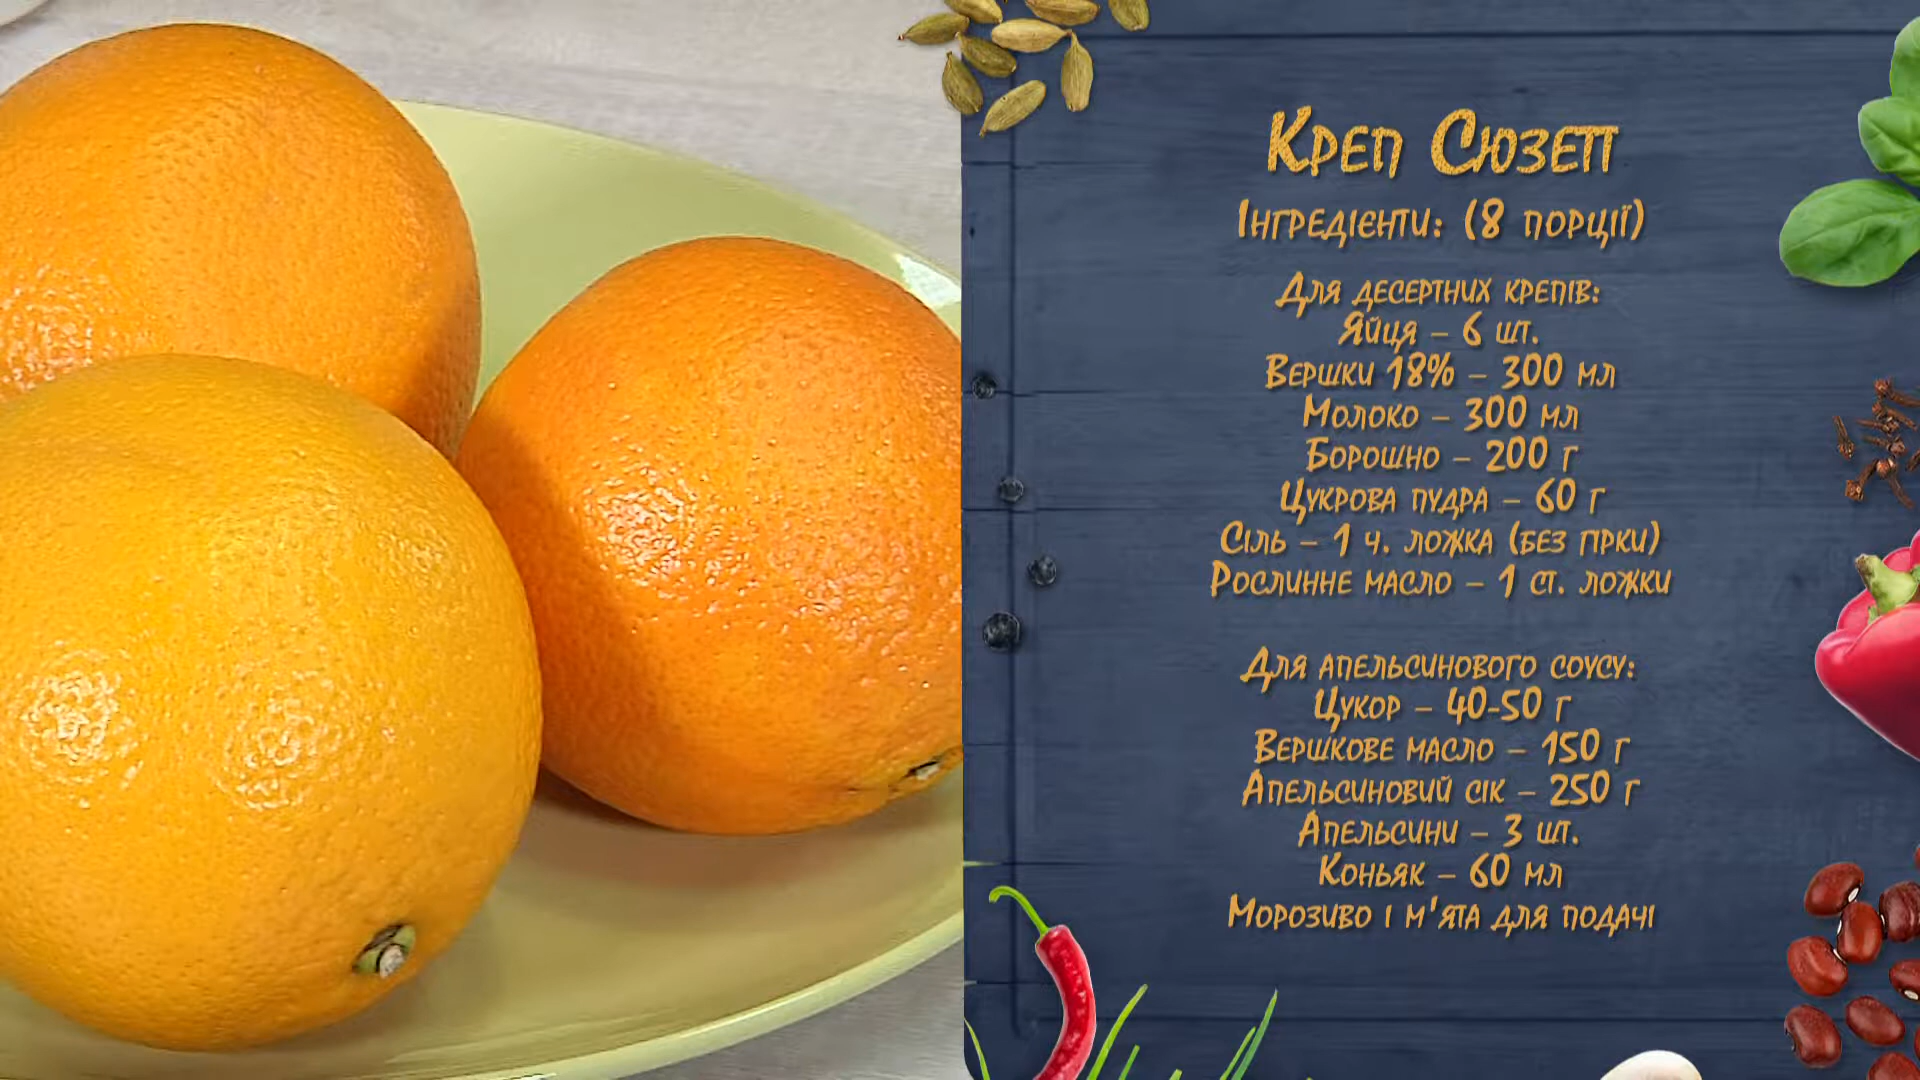 Креп Сюзетт
Інгредієнти: (8 порції)
Для десертних крепів:
Яйця – 6 шт.
Вершки 18% – 300 мл
Молоко – 300 мл
Борошно – 200 г
Цукрова пудра – 60 г
Сіль – 1 ч. ложка (без гірки)
Рослинне масло – 1 ст. ложки
Для апельсинового соусу:
Цукор – 40-50 г
Вершкове масло – 150 г
Апельсиновий сік – 250 г
Апельсини – 3 шт.
Коньяк – 60 мл
Морозиво і м'ята для подачі